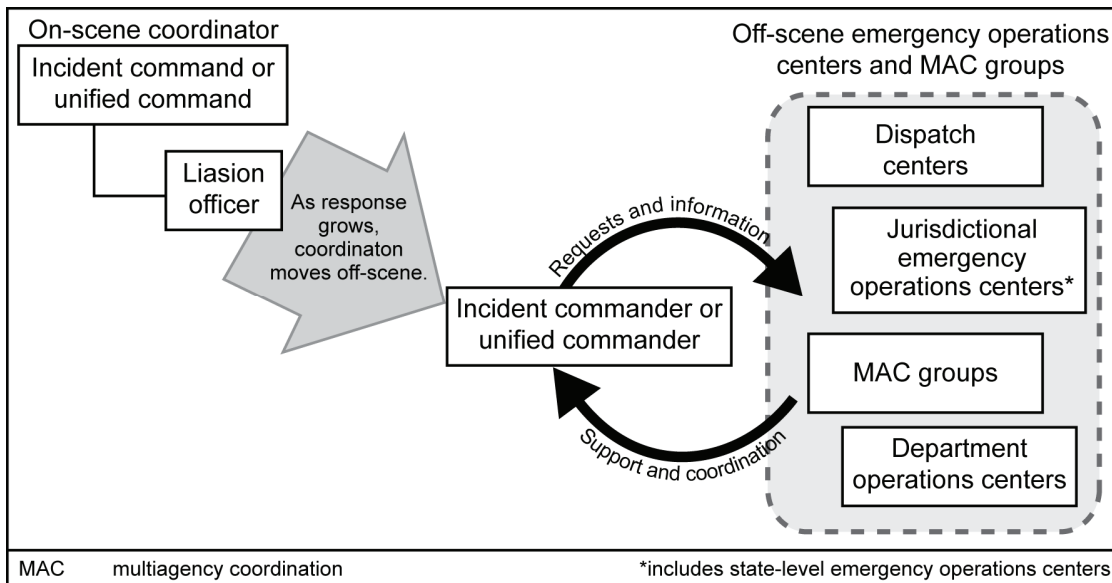 On-scene coordinator
Incident command or
unified command
Liasion
officer
As response
grows,
coordinaton
moves off-scene.
Requests and information
Incident commander or
unified commander
Support and coordination
Off-scene emergency operations
centers and MAC groups
Dispatch
centers
Jurisdictional
emergency
operations centers*
MAC groups
Department
operations centers
MAC multiagency coordination *includes state-level emergency operations centers